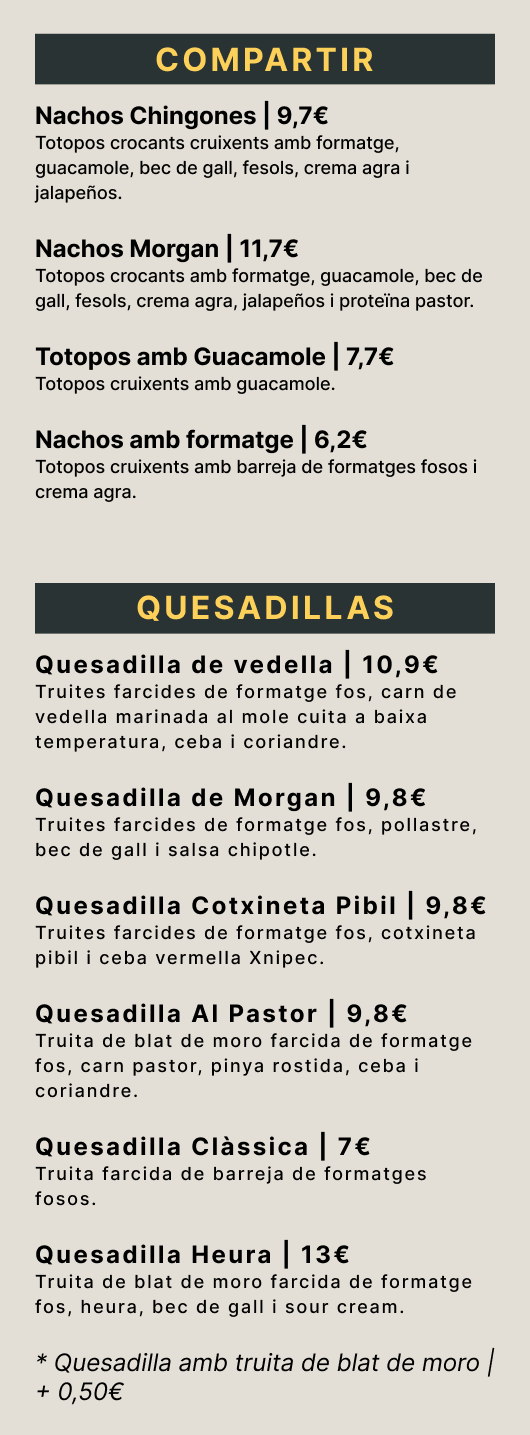 COMPARTIR
Nachos Chingones | 9,7€
Totopos crocants cruixents amb formatge,
guacamole, bec de gall, fesols, crema agra i
jalapeños.
Nachos Morgan | 11,7€
Totopos crocants amb formatge, guacamole, bec de
gall, fesols, crema agra, jalapeños i proteïna pastor.
Totopos amb Guacamole | 7,7€
Totopos cruixents amb guacamole.
Nachos amb formatge | 6,2€
Totopos cruixents amb barreja de formatges fosos i
crema agra.
QUESADILLAS
Quesadilla de vedella | 10,9€
Truites farcides de formatge fos, carn de
vedella marinada al mole cuita a baixa
temperatura, ceba i coriandre.
Quesadilla de Morgan | 9,8€
Truites farcides de formatge fos, pollastre,
bec de gall i salsa chipotle.
Quesadilla Cotxineta Pibil | 9,8€
Truites farcides de formatge fos, cotxineta
pibil i ceba vermella Xnipec.
Quesadilla Al Pastor | 9,8€
Truita de blat de moro farcida de formatge
fos, carn pastor, pinya rostida, ceba i
coriandre.
Quesadilla Clàssica | 7€
Truita farcida de barreja de formatges
fosos.
Quesadilla Heura | 13€
Truita de blat de moro farcida de formatge
fos, heura, bec de gall i sour cream.
* Quesadilla amb truita de blat de moro |
+ 0,50€